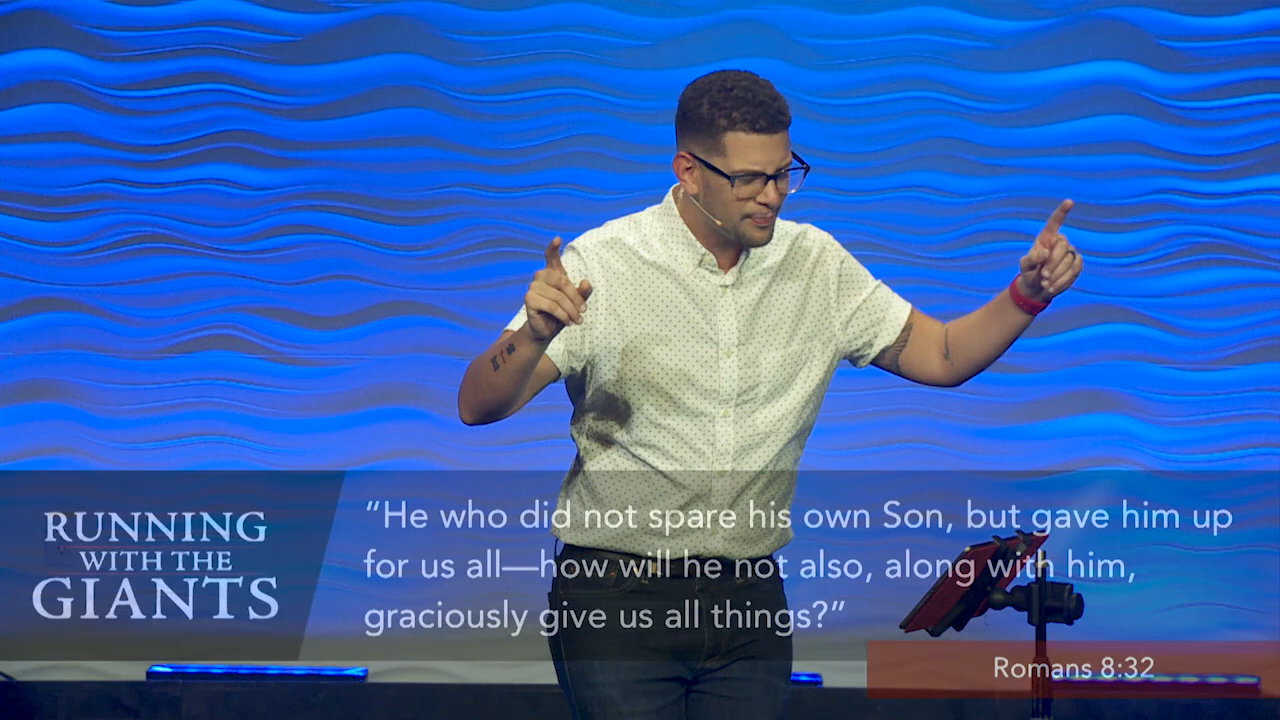 RUNNING
WITH THE
GIANTS
“He who did not spare his own Son, but gave him up
for us all—how will he not also, along with him,
graciously give us all things?”
Romans 8:32